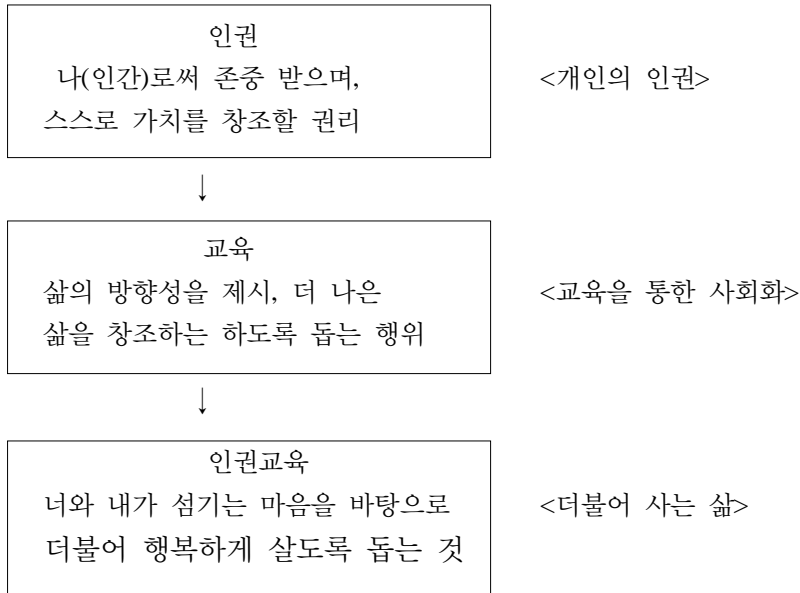 인권
나(인간)로써 존중 받으며,
스스로 가치를 창조할 권리
<개인의 인권>
↓
교육
삶의 방향성을 제시, 더 나은
삶을 창조하는 하도록 돕는 행위
<교육을 통한 사회화>
↓
인권교육
너와 내가 섬기는 마음을 바탕으로
더불어 행복하게 살도록 돕는 것
<더불어 사는 삶>